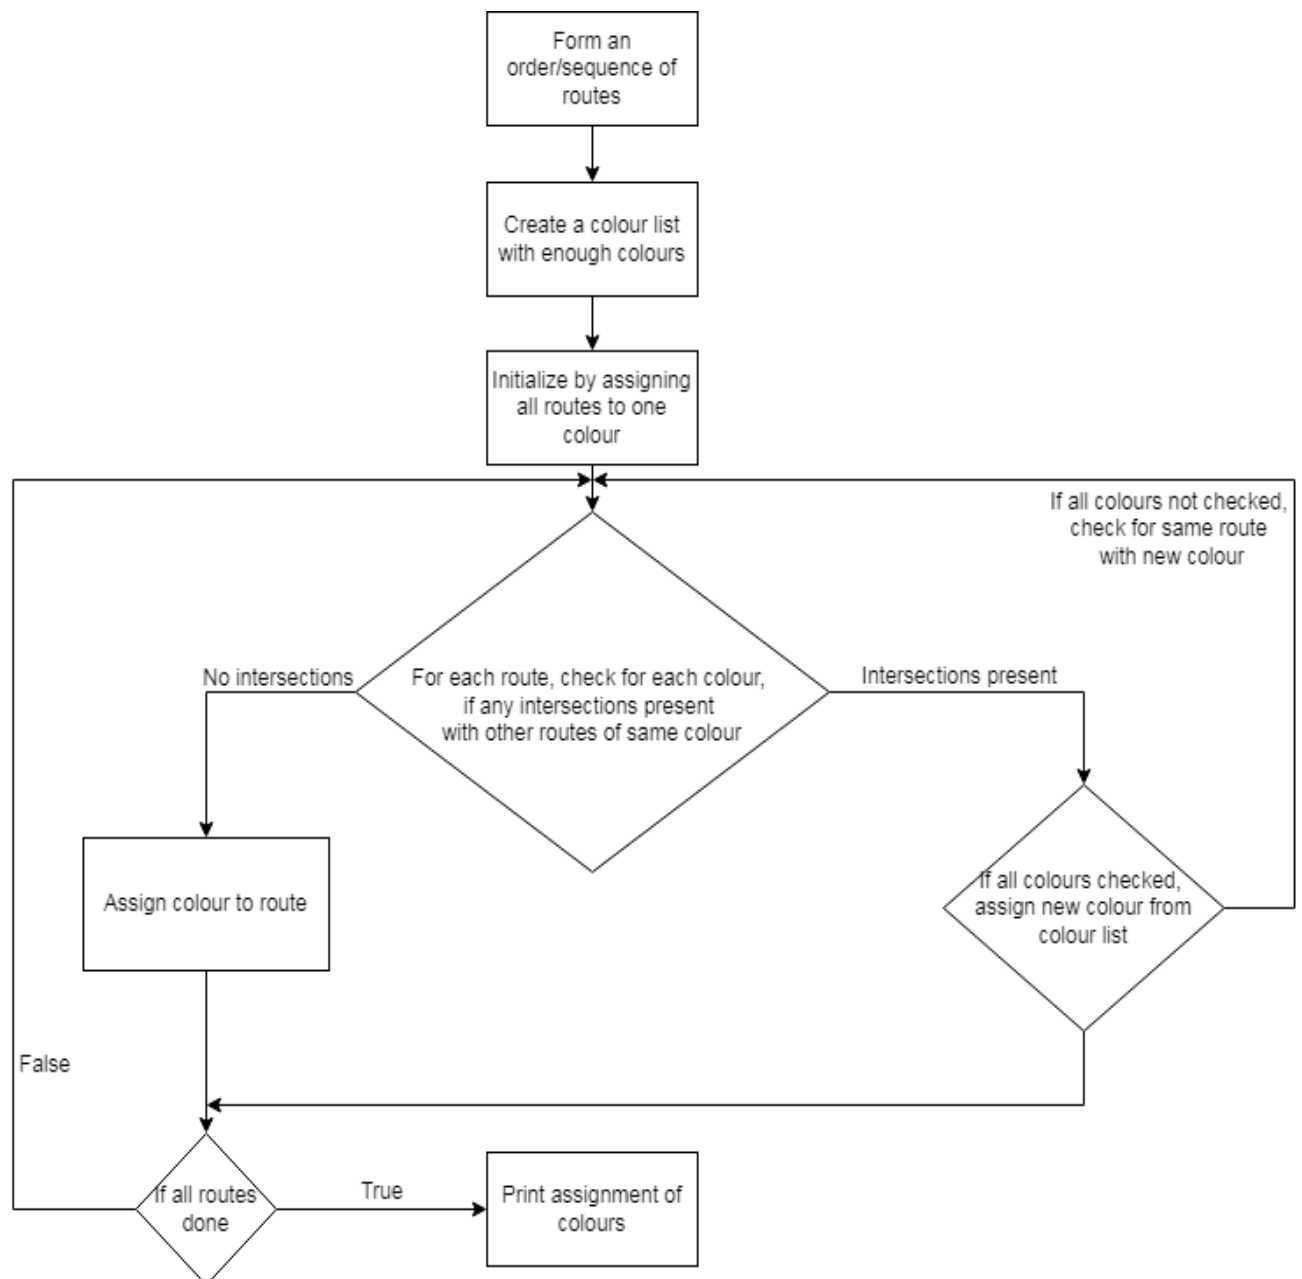 Form an
order/sequence of
routes
Create a colour list
with enough colours
Initialize by assigning
all routes to one
colour
If all colours not checked,
check for same route
with new colour
No intersections
For each route, check for each colour,
if any intersections present
with other routes of same colour
Intersections present
Assign colour to route
If all colours checked,
assign new colour from
colour list
False
If all routes
done
True
Print assignment of
colours